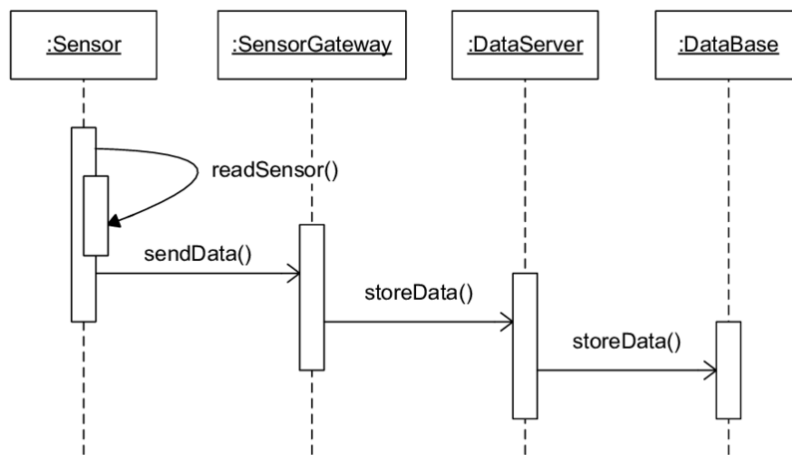 :Sensor
:SensorGateway
:DataServer
:DataBase
readSensor()
sendData()
storeData()
storeData()